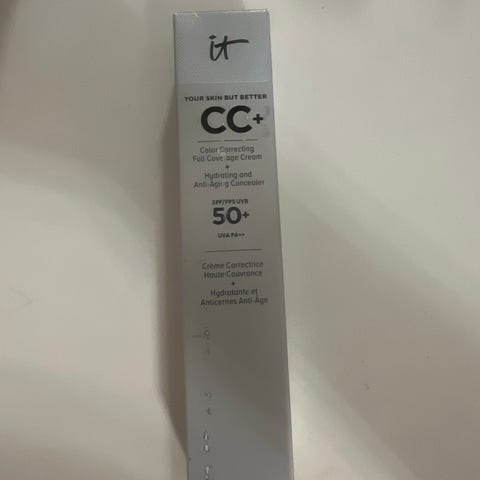 it
YOUR SKIN BUT BETTER
CC+
Color Correcting
Full Coverage Cream
+
Hydrating and
Anti-Aging Concealer
SPF/FPS UVB
50+
UVA PA++
Crème Correctrice
Haute Couvrance
+
Hydratante et
Anticernes Anti-Âge